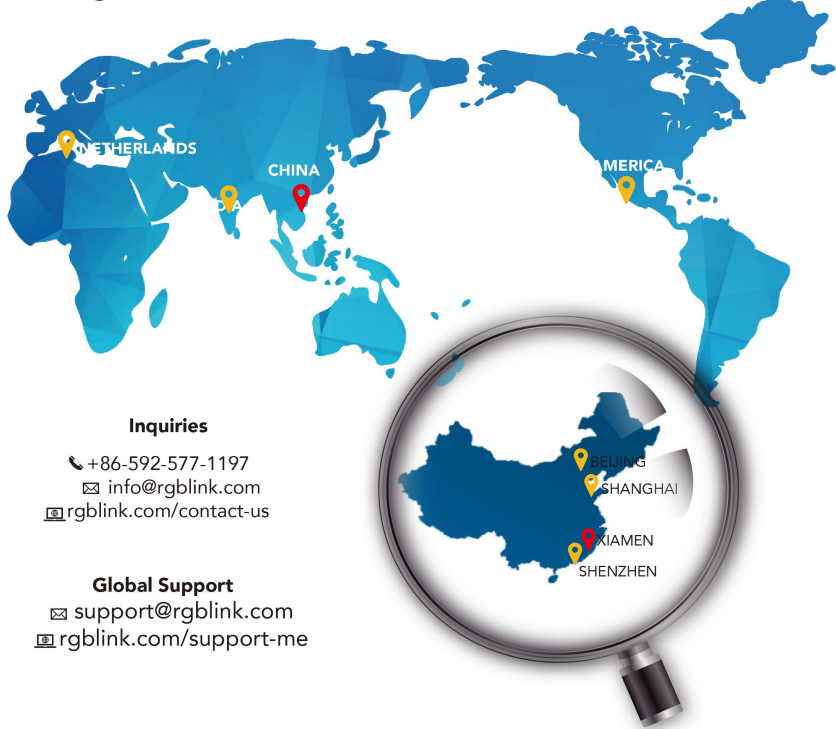 NETHERLANDS
CHINA
AMERICA
Inquiries
+86-592-577-1197
info@rgblink.com
rgblink.com/contact-us
Global Support
support@rgblink.com
rgblink.com/support-me
BEIJING
SHANGHAI
XIAMEN
SHENZHEN